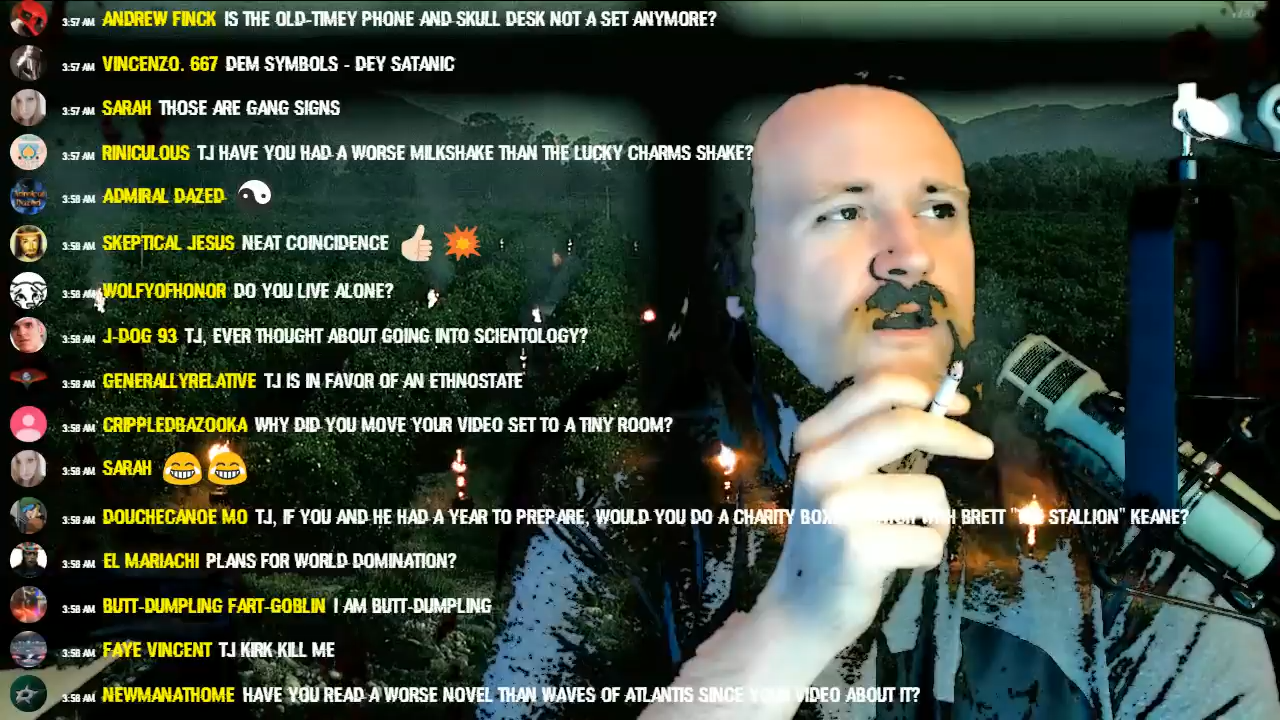 3:57 AM ANDREW FINCK IS THE OLD-TIMEY PHONE AND SKULL DESK NOT A SET ANYMORE?
3:57 AM VINCENZO. 667 DEM SYMBOLS - DEY SATANIC
3:57 AM SARAH THOSE ARE GANG SIGNS
3:57 AM RINICULOUS TJ HAVE YOU HAD A WORSE MILKSHAKE THAN THE LUCKY CHARMS SHAKE?
3:58 AM ADMIRAL DAZED ☯
3:58 AM SKEPTICAL JESUS NEAT COINCIDENCE 👍🏻 💥
3:58 AM WOLFYOFHONOR DO YOU LIVE ALONE?
3:58 AM J-DOG 93 TJ, EVER THOUGHT ABOUT GOING INTO SCIENTOLOGY?
3:58 AM GENERALLYRELATIVE TJ IS IN FAVOR OF AN ETHNOSTATE
3:58 AM CRIPPLEDBAZOOKA WHY DID YOU MOVE YOUR VIDEO SET TO A TINY ROOM?
3:58 AM SARAH 😂 😂
3:58 AM DOUCHECANOE MO TJ, IF YOU AND HE HAD A YEAR TO PREPARE, WOULD YOU DO A CHARITY WITH BRETT " STALLION" KEANE?
3:58 AM EL MARIACHI PLANS FOR WORLD DOMINATION?
3:58 AM BUTT-DUMPLING FART-GOBLIN I AM BUTT-DUMPLING
3:58 AM FAYE VINCENT TJ KIRK KILL ME
3:58 AM NEWMANATHOME HAVE YOU READ A WORSE NOVEL THAN WAVES OF ATLANTIS SINCE YOUR VIDEO ABOUT IT?